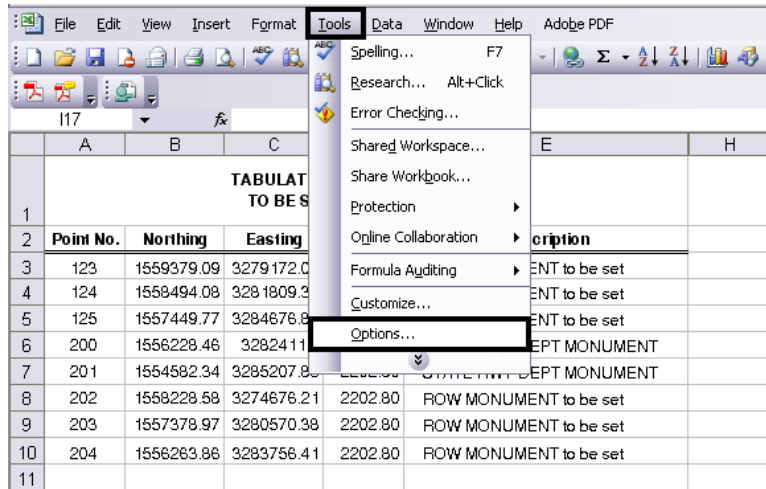 File Edit View Insert Format Tools Data Window Help Adobe PDF
Spelling... F7
Research... Alt+Click
Error Checking...
Shared Workspace...
Share Workbook...
Protection
Online Collaboration
Formula Auditing
Customize...
Options...
I17 fx
A B C E H
1 TABULAT
TO BE S
2 Point No. Northing Easting cription
3 123 1559379.09 3279172.0 ENT to be set
4 124 1558494.08 3281809.3 ENT to be set
5 125 1557449.77 3284676.8 ENT to be set
6 200 1556228.46 3282411 EPT MONUMENT
7 201 1554582.34 3285207. EPT MONUMENT
8 202 1558228.58 3274676.21 2202.80 ROW MONUMENT to be set
9 203 1557378.97 3280570.38 2202.80 ROW MONUMENT to be set
10 204 1556263.86 3283756.41 2202.80 ROW MONUMENT to be set
11